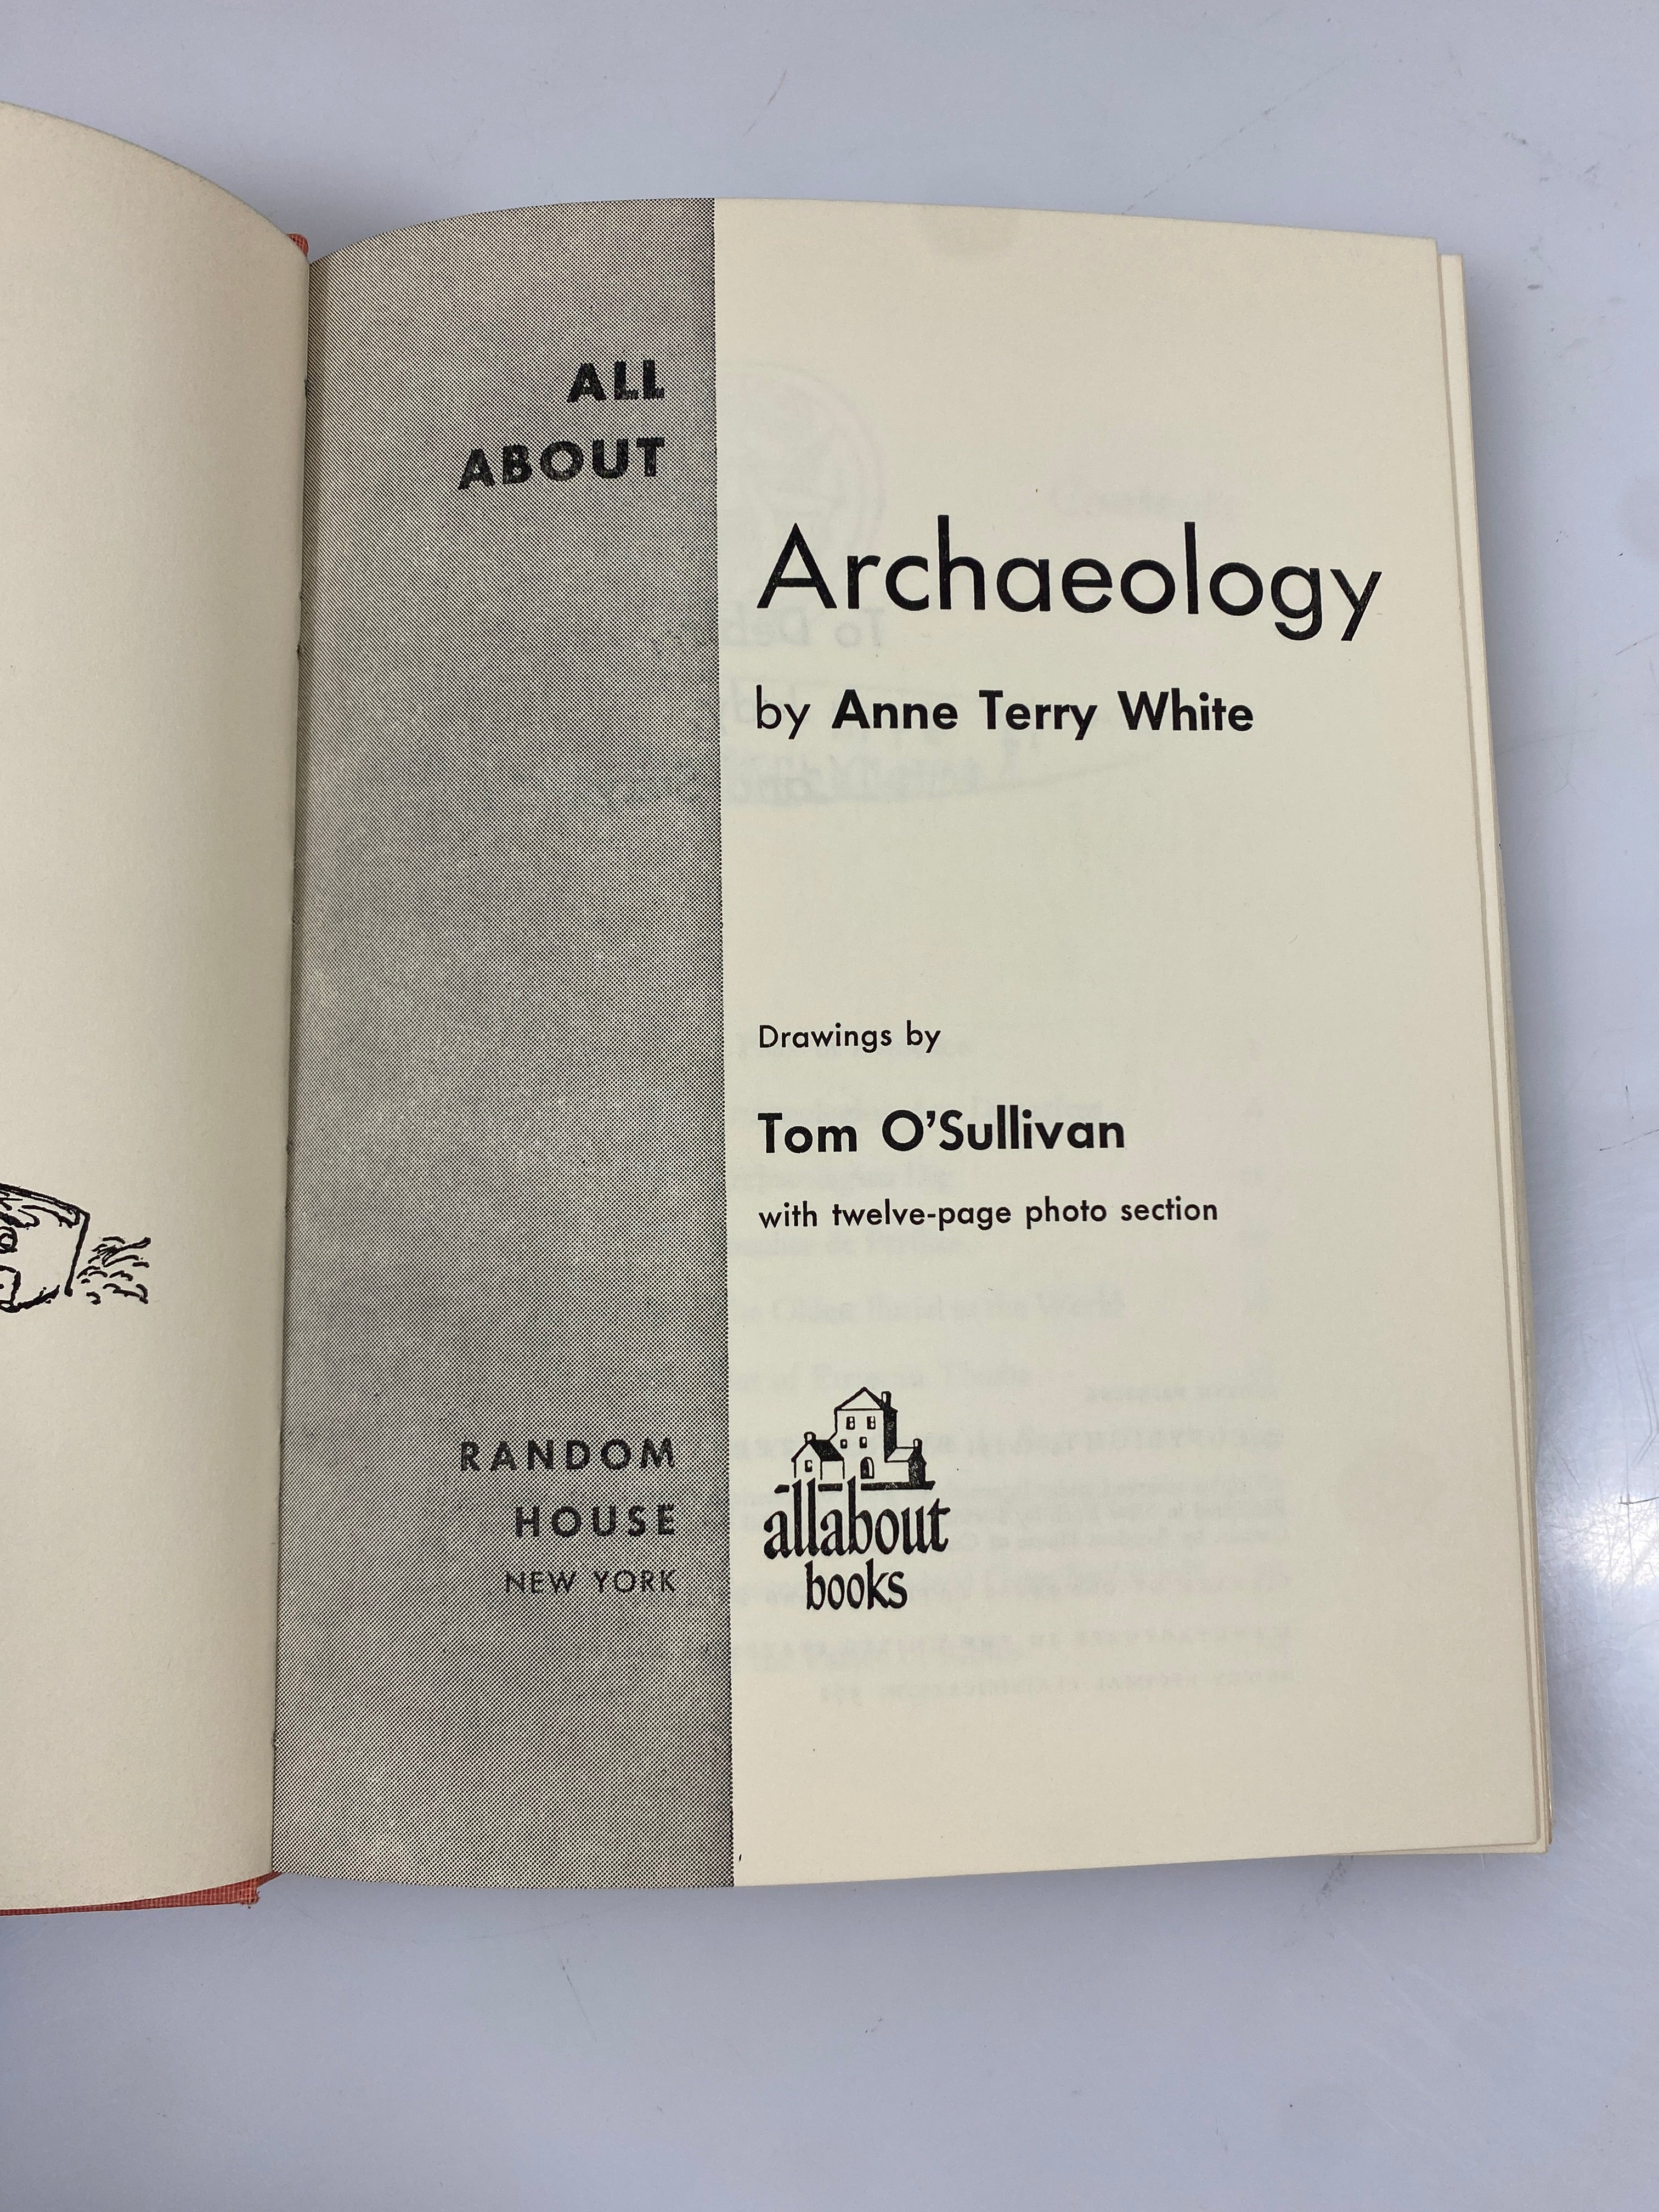 ALL
ABOUT
Archaeology
by Anne Terry White
Drawings by
Tom O'Sullivan
with twelve-page photo section
RANDOM
HOUSE
NEW YORK
allabout
books